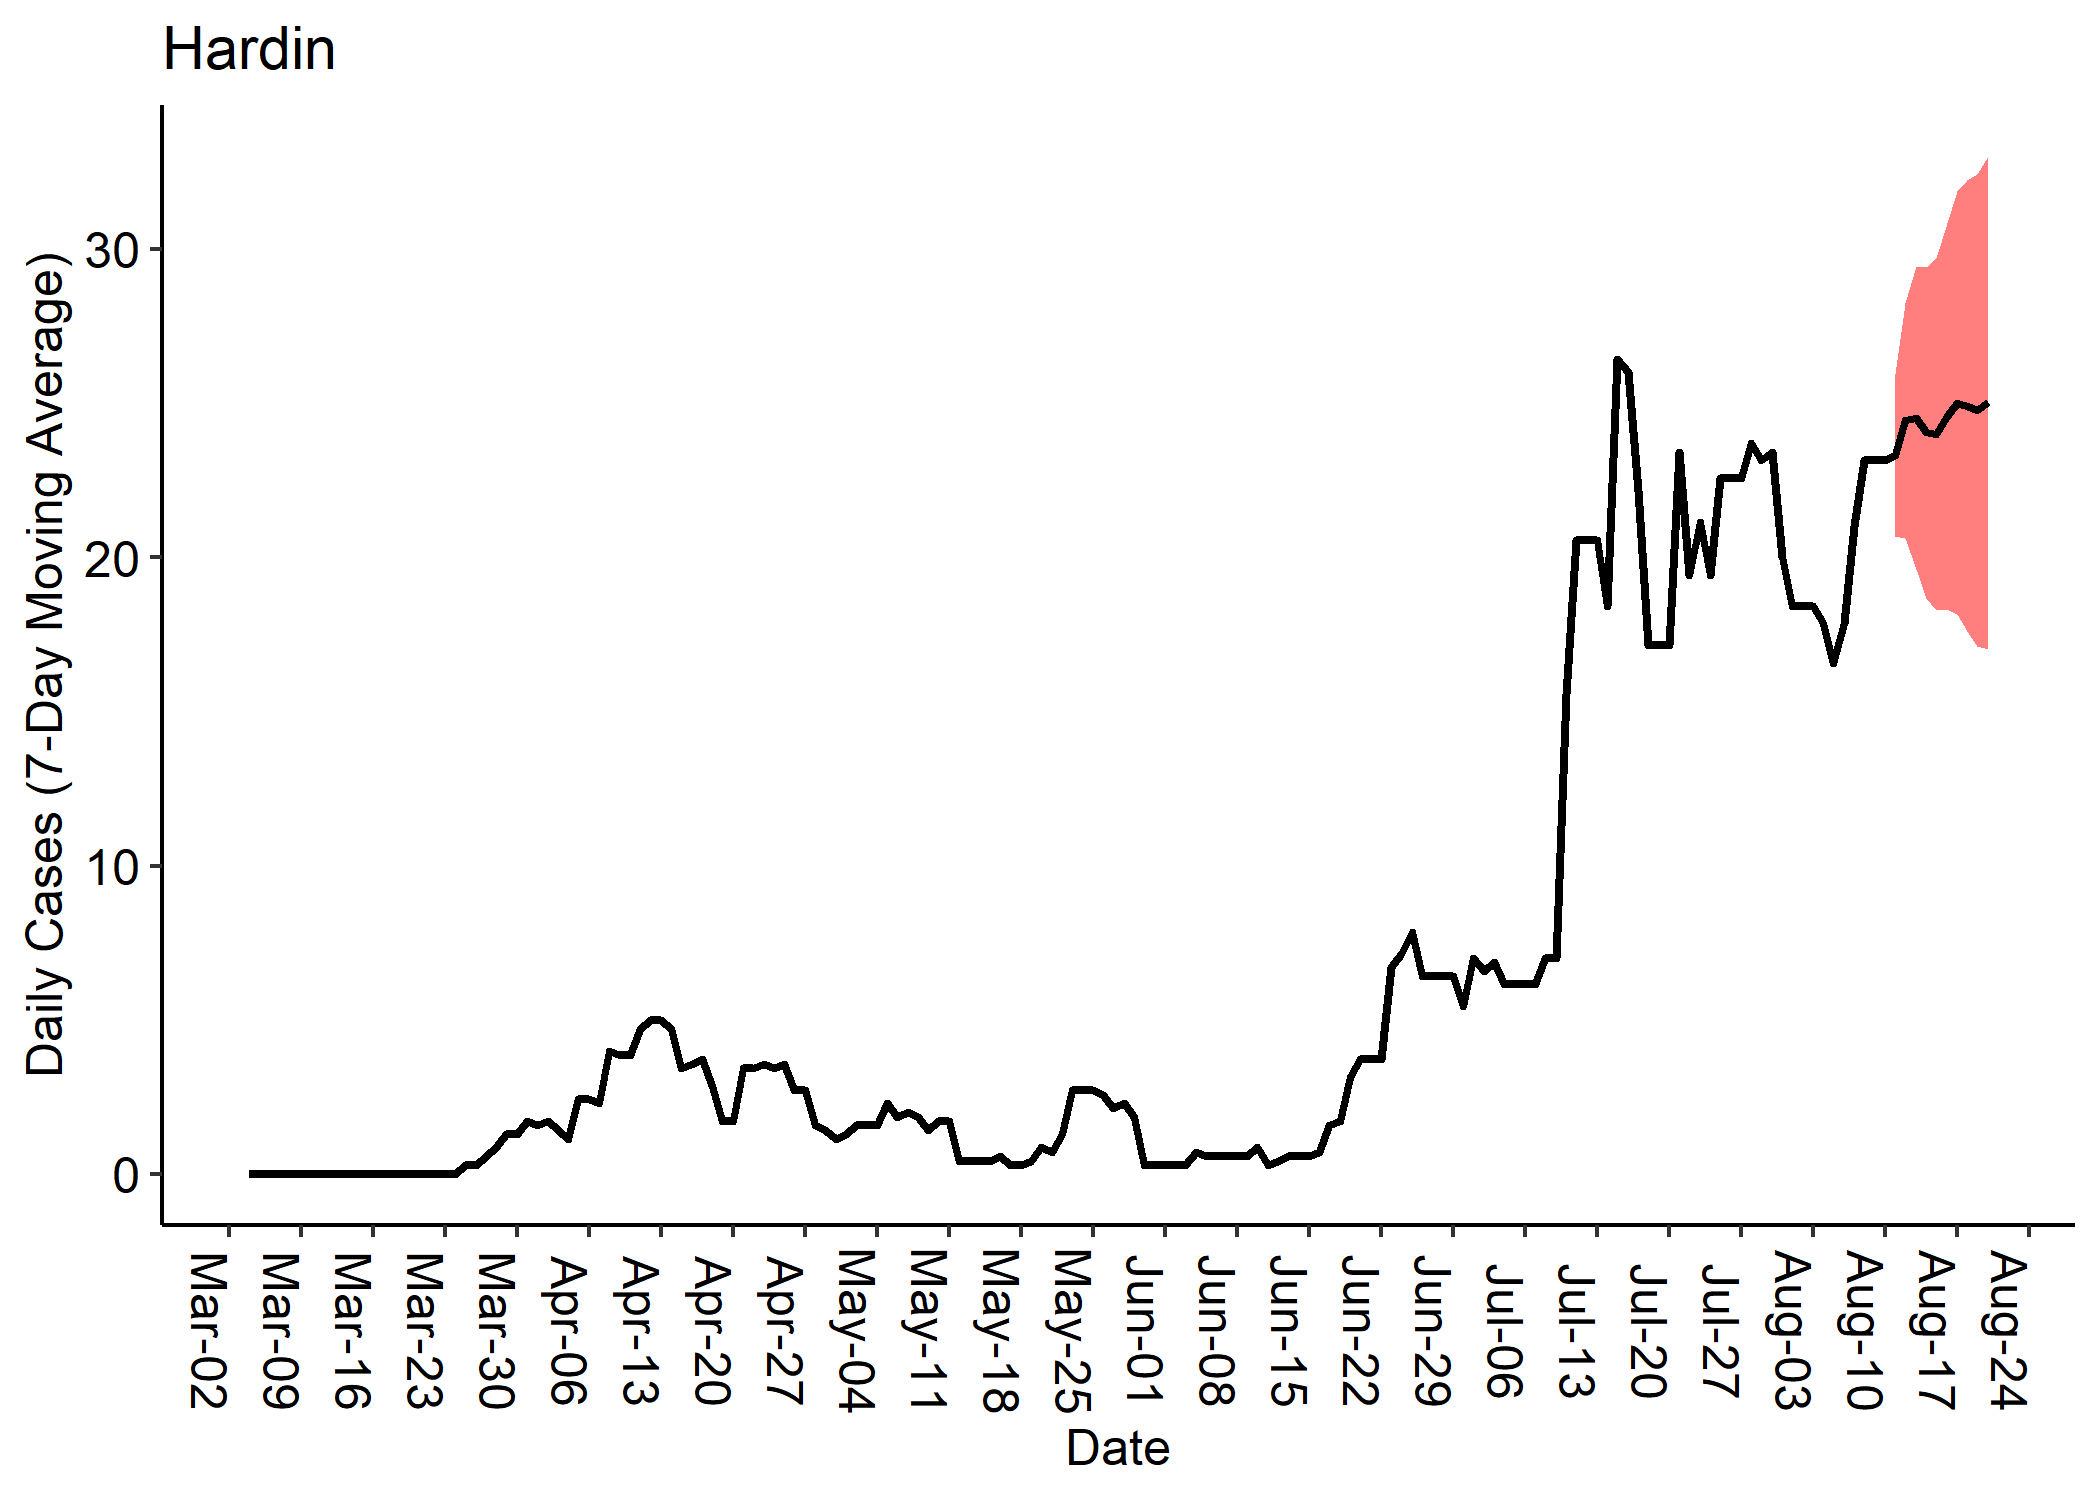 Hardin
Daily Cases (7-Day Moving Average)
30
20
10
0
Mar-02
Mar-09
Mar-16
Mar-23
Mar-30
Apr-06
Apr-13
Apr-20
Apr-27
May-04
May-11
May-18
May-25
Jun-01
Jun-08
Jun-15
Jun-22
Jun-29
Jul-06
Jul-13
Jul-20
Jul-27
Aug-03
Aug-10
Aug-17
Aug-24
Date